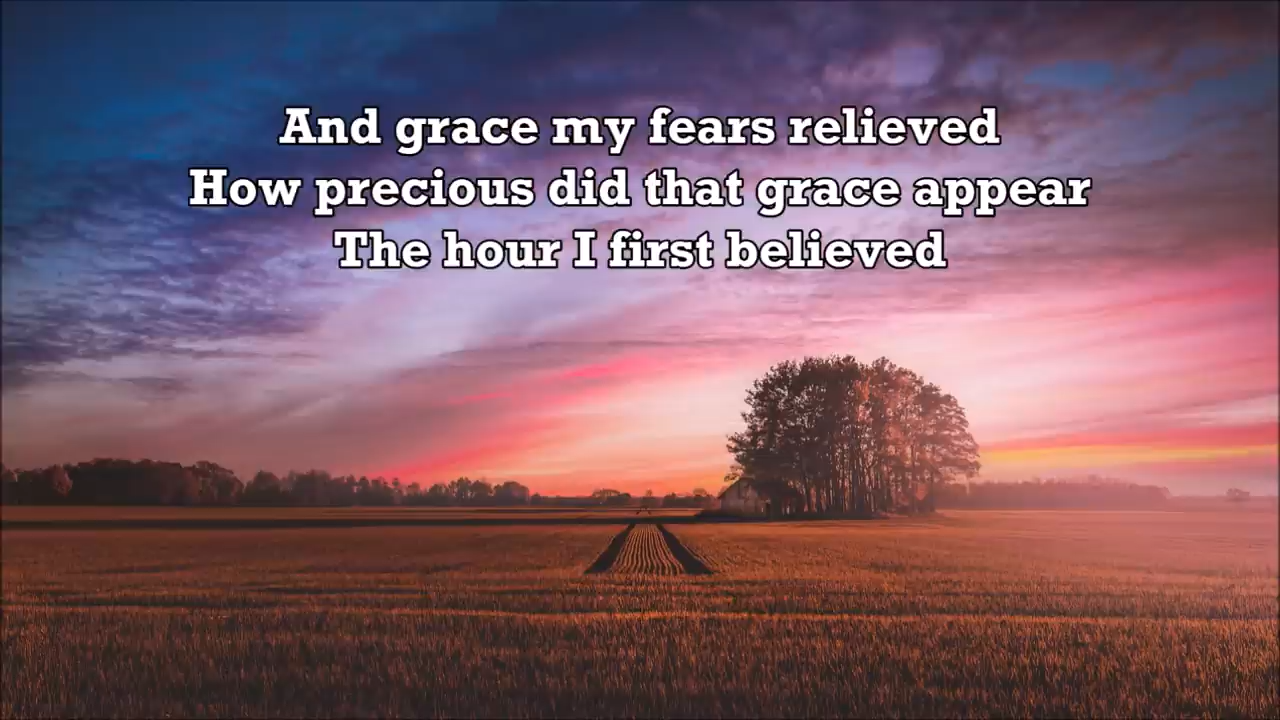 And grace my fears relieved
How precious did that grace appear
The hour I first believed